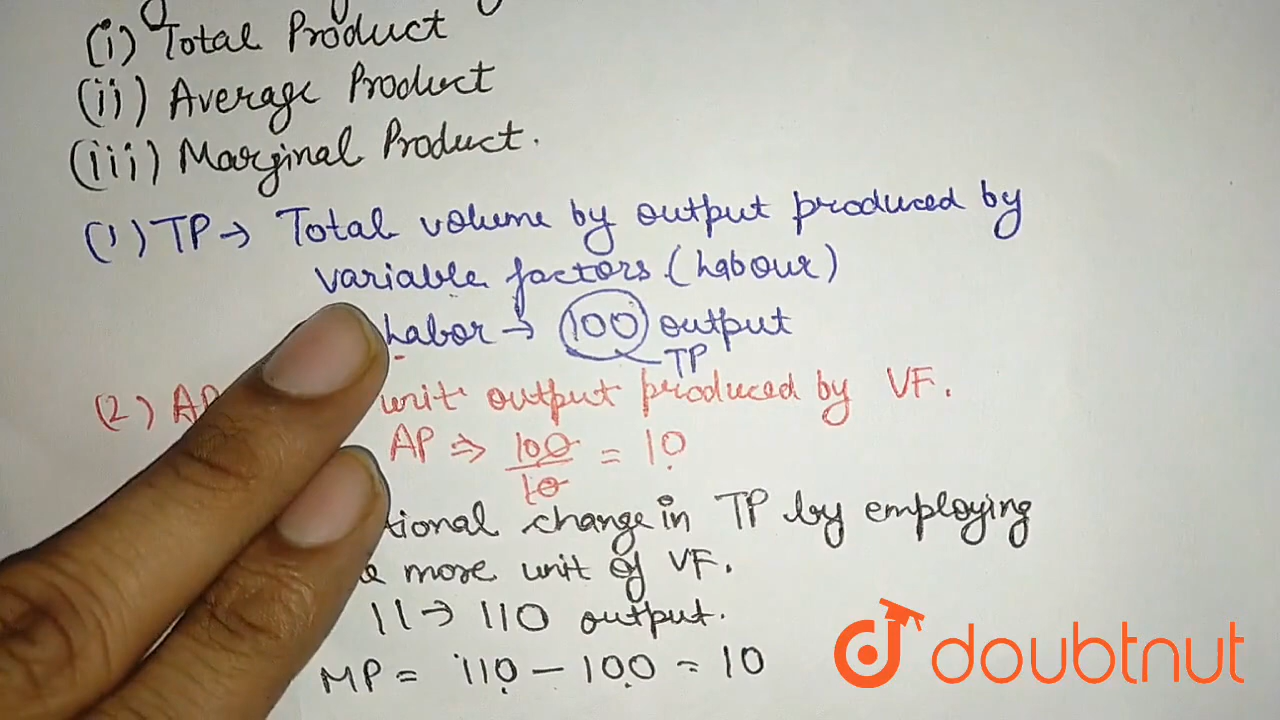 (i) Total Product
(ii) Average Product
(iii) Marginal Product.
(1) TP → Total volume by output produced by
variable factors (Labour)
Labor → 100 output
TP
(2) AP unit output produced by VF.
AP ⇒ 100/10 = 10
change in TP by employing
more unit of VF.
11 → 110 output.
MP = 110 - 100 = 10
doubtnut